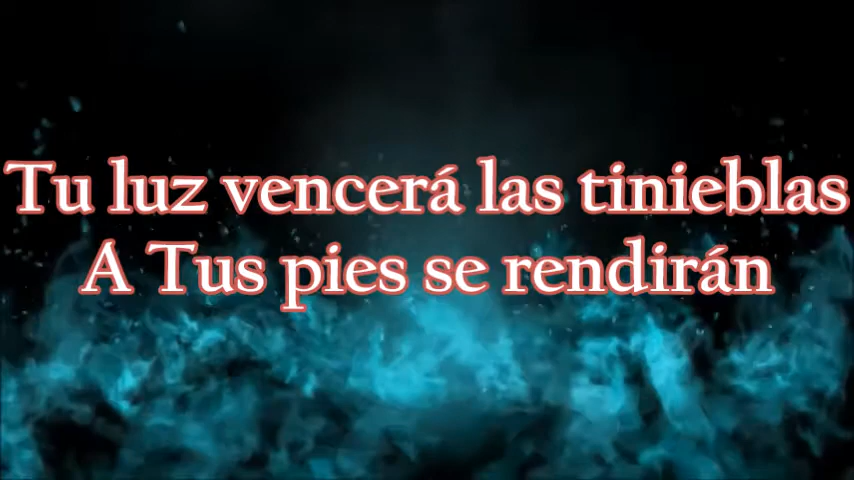 Tu luz vencerá las tinieblas
A Tus pies se rendirán